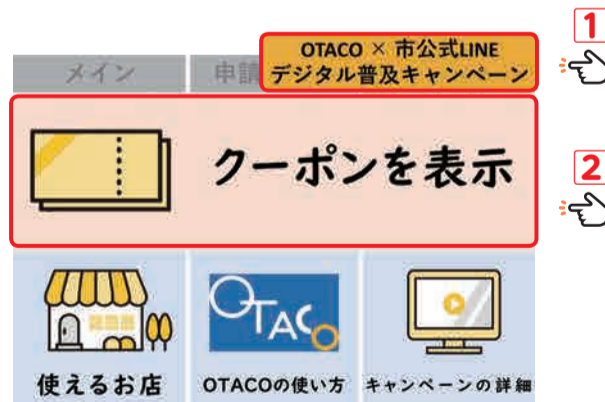 OTACO × 市公式LINE
デジタル普及キャンペーン
メイン
申請
1
クーポンを表示
2
OTACO
使えるお店
OTACOの使い方
キャンペーンの詳細